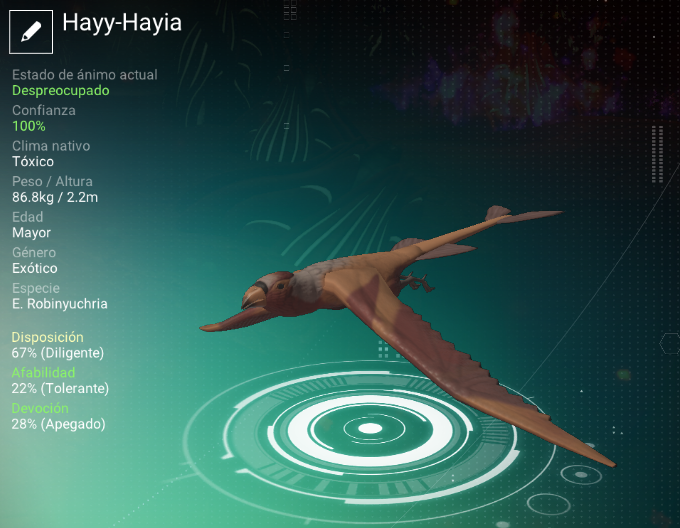 Hayy-Hayia
Estado de ánimo actual
Despreocupado
Confianza
100%
Clima nativo
Tóxico
Peso / Altura
86.8kg / 2.2m
Edad
Mayor
Género
Exótico
Especie
E. Robinyuchria
Disposición
67% (Diligente)
Afabilidad
22% (Tolerante)
Devoción
28% (Apegado)